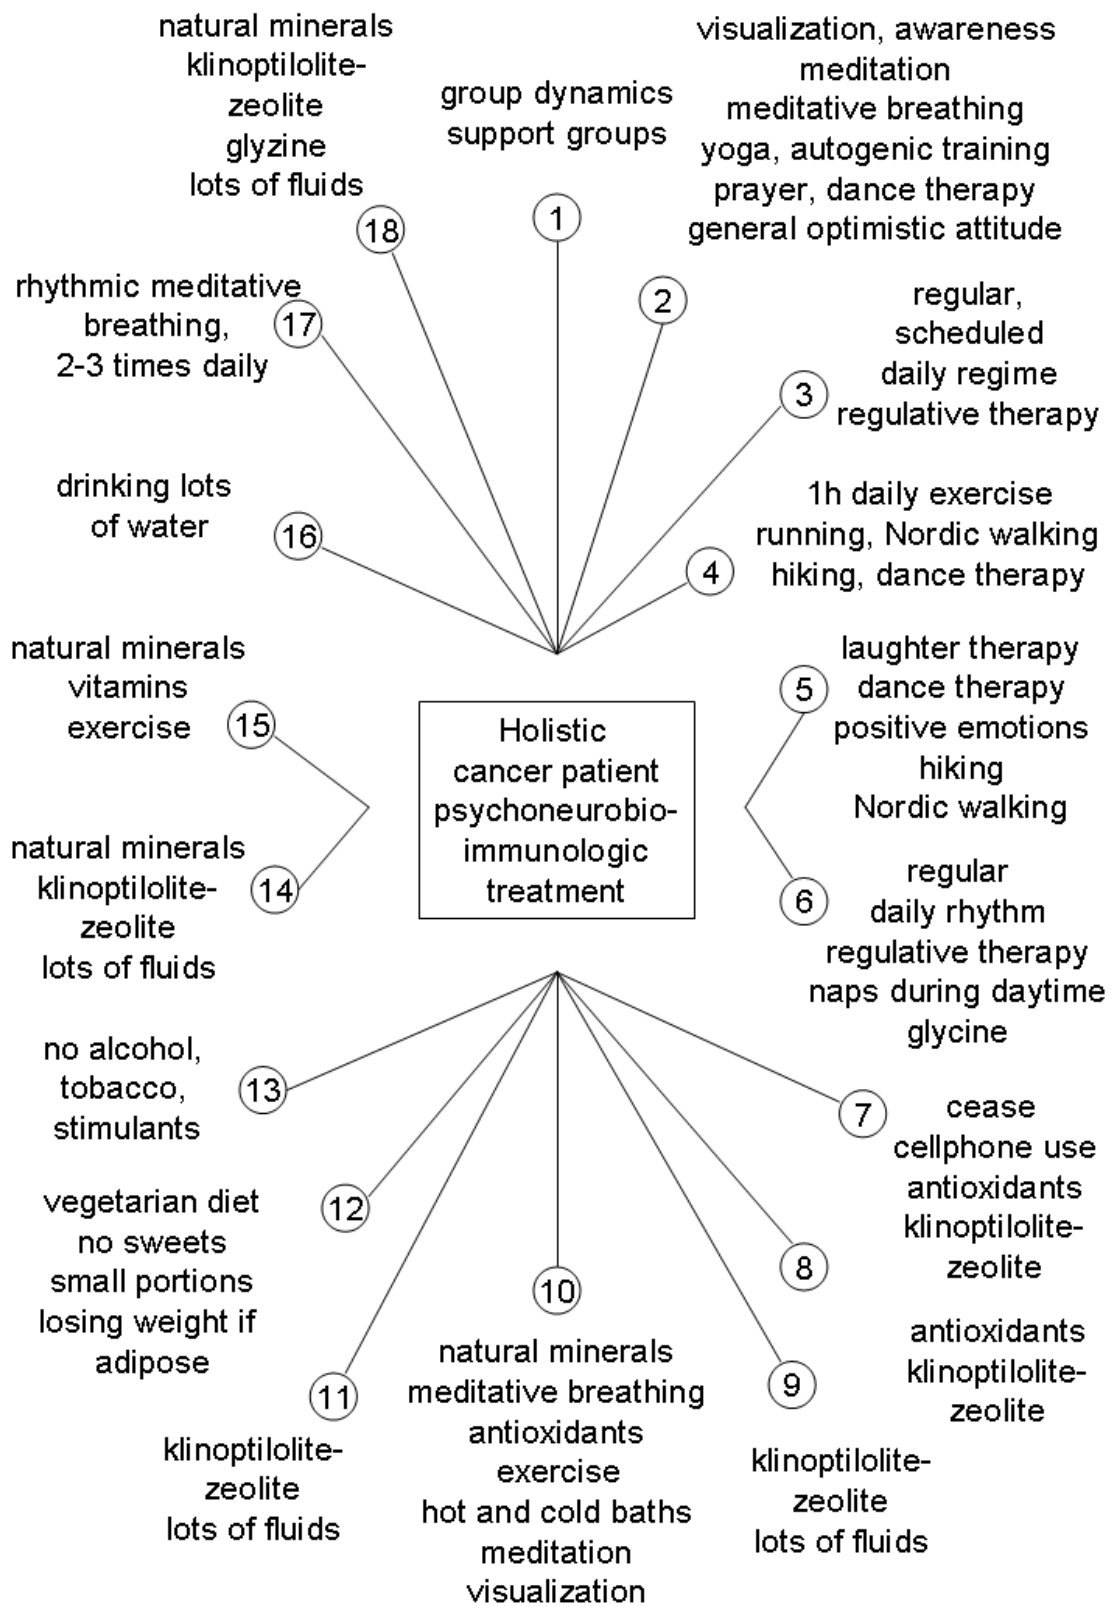 natural minerals
klinoptilolite-
zeolite
glyzine
lots of fluids
18
group dynamics
support groups
1
visualization, awareness
meditation
meditative breathing
yoga, autogenic training
prayer, dance therapy
general optimistic attitude
2
rhythmic meditative
breathing,
2-3 times daily
17
regular,
scheduled
daily regime
regulative therapy
3
drinking lots
of water
16
1h daily exercise
running, Nordic walking
hiking, dance therapy
4
natural minerals
vitamins
exercise
15
Holistic
cancer patient
psychoneurobio-
immunologic
treatment
laughter therapy
dance therapy
positive emotions
hiking
Nordic walking
5
natural minerals
klinoptilolite-
zeolite
lots of fluids
14
regular
daily rhythm
regulative therapy
naps during daytime
glycine
6
no alcohol,
tobacco,
stimulants
13
7
cease
cellphone use
antioxidants
klinoptilolite-
zeolite
vegetarian diet
no sweets
small portions
losing weight if
adipose
12
8
antioxidants
klinoptilolite-
zeolite
11
klinoptilolite-
zeolite
lots of fluids
10
natural minerals
meditative breathing
antioxidants
exercise
hot and cold baths
meditation
visualization
9
klinoptilolite-
zeolite
lots of fluids